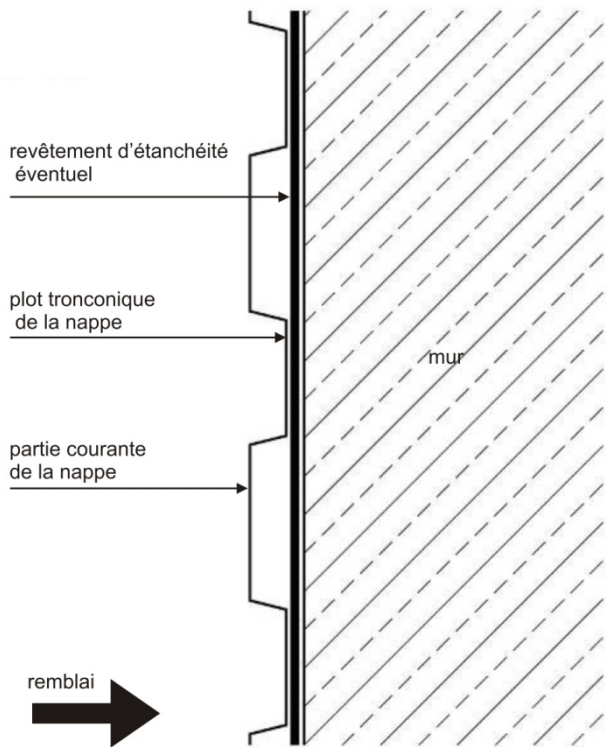 revêtement d'étanchéité
éventuel
plot tronconique
de la nappe
mur
partie courante
de la nappe
remblai